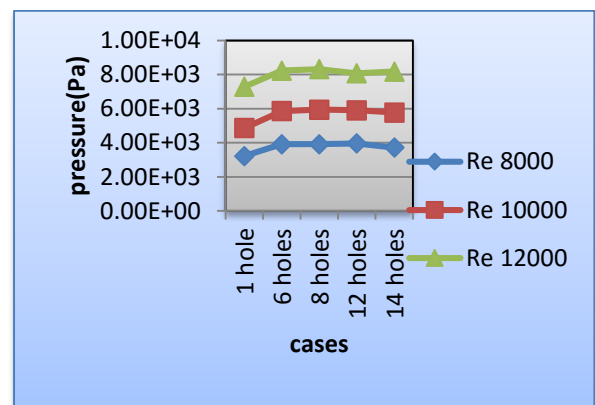 pressure(Pa)
1.00E+04
8.00E+03
6.00E+03
4.00E+03
2.00E+03
0.00E+00
1 hole
6 holes
8 holes
12 holes
14 holes
cases
Re 8000
Re 10000
Re 12000